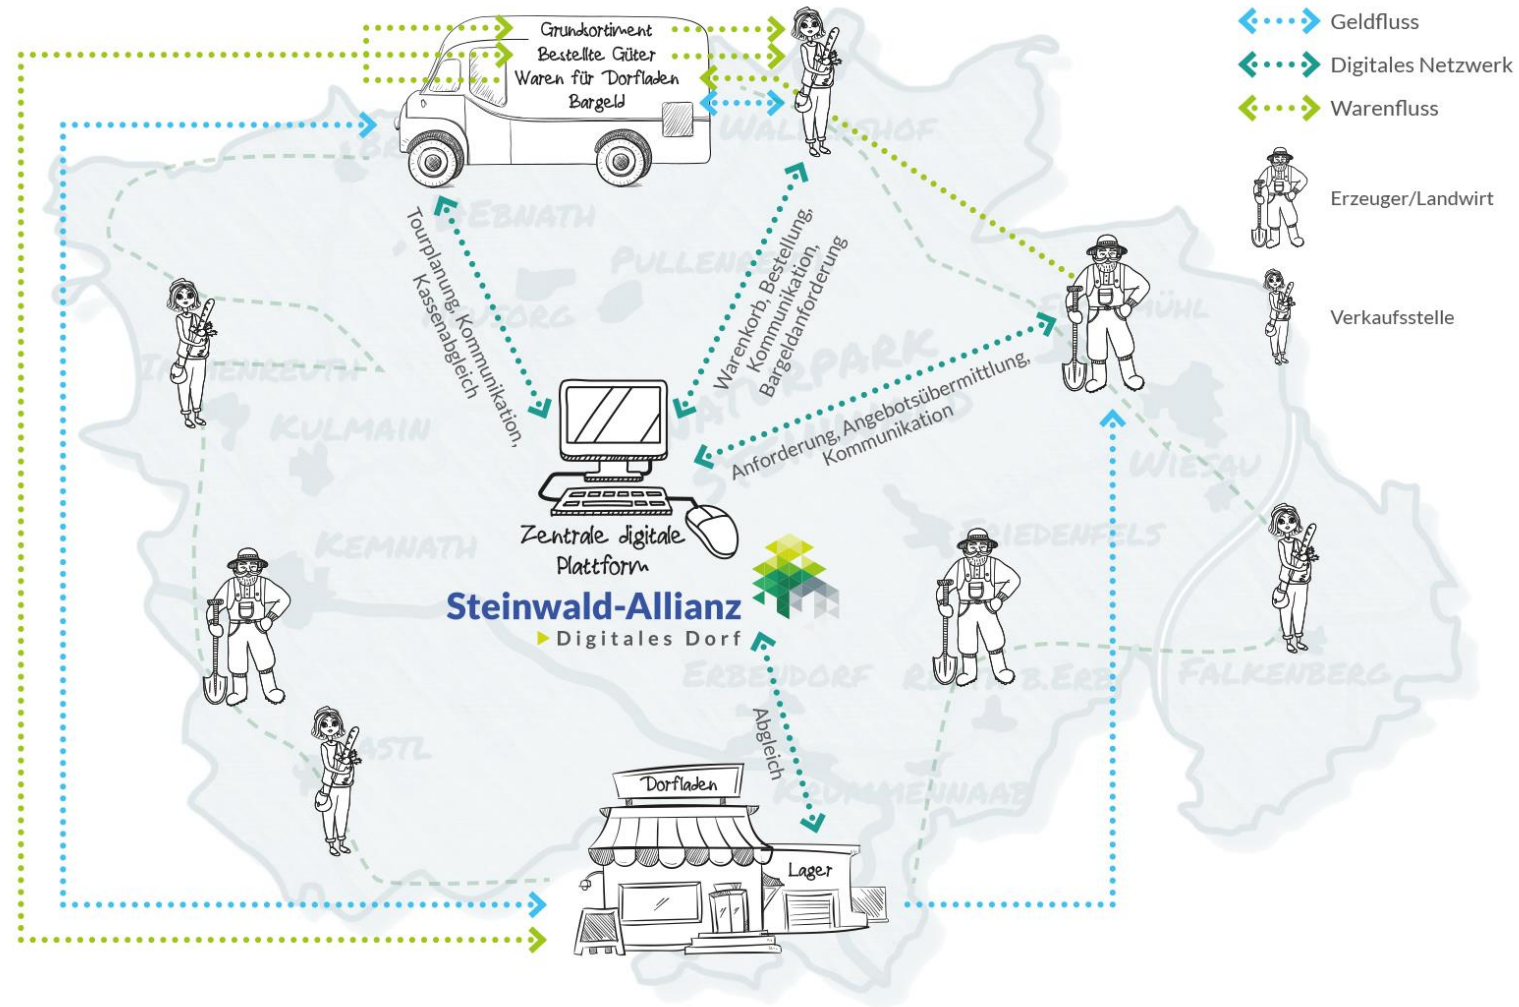 Grundsortiment
Bestellte Güter
Waren für Dorfladen
Bargeld
Geldfluss
Digitales Netzwerk
Warenfluss
Erzeuger/Landwirt
Verkaufsstelle
Ebnath
Tourplanung, Kommunikation,
Kassenabgleich
Warenkorb, Bestellung,
Kommunikation,
Bargeldanforderung
Anforderung, Angebotsübermittlung,
Kommunikation
Naturpark
Kulmain
Wiesau
Kemnath
Friedenfels
Zentrale digitale
Plattform
Steinwald-Allianz
Digitales Dorf
Erbendorf
Falkenberg
Abgleich
Krummennaab
Dorfladen
Lager